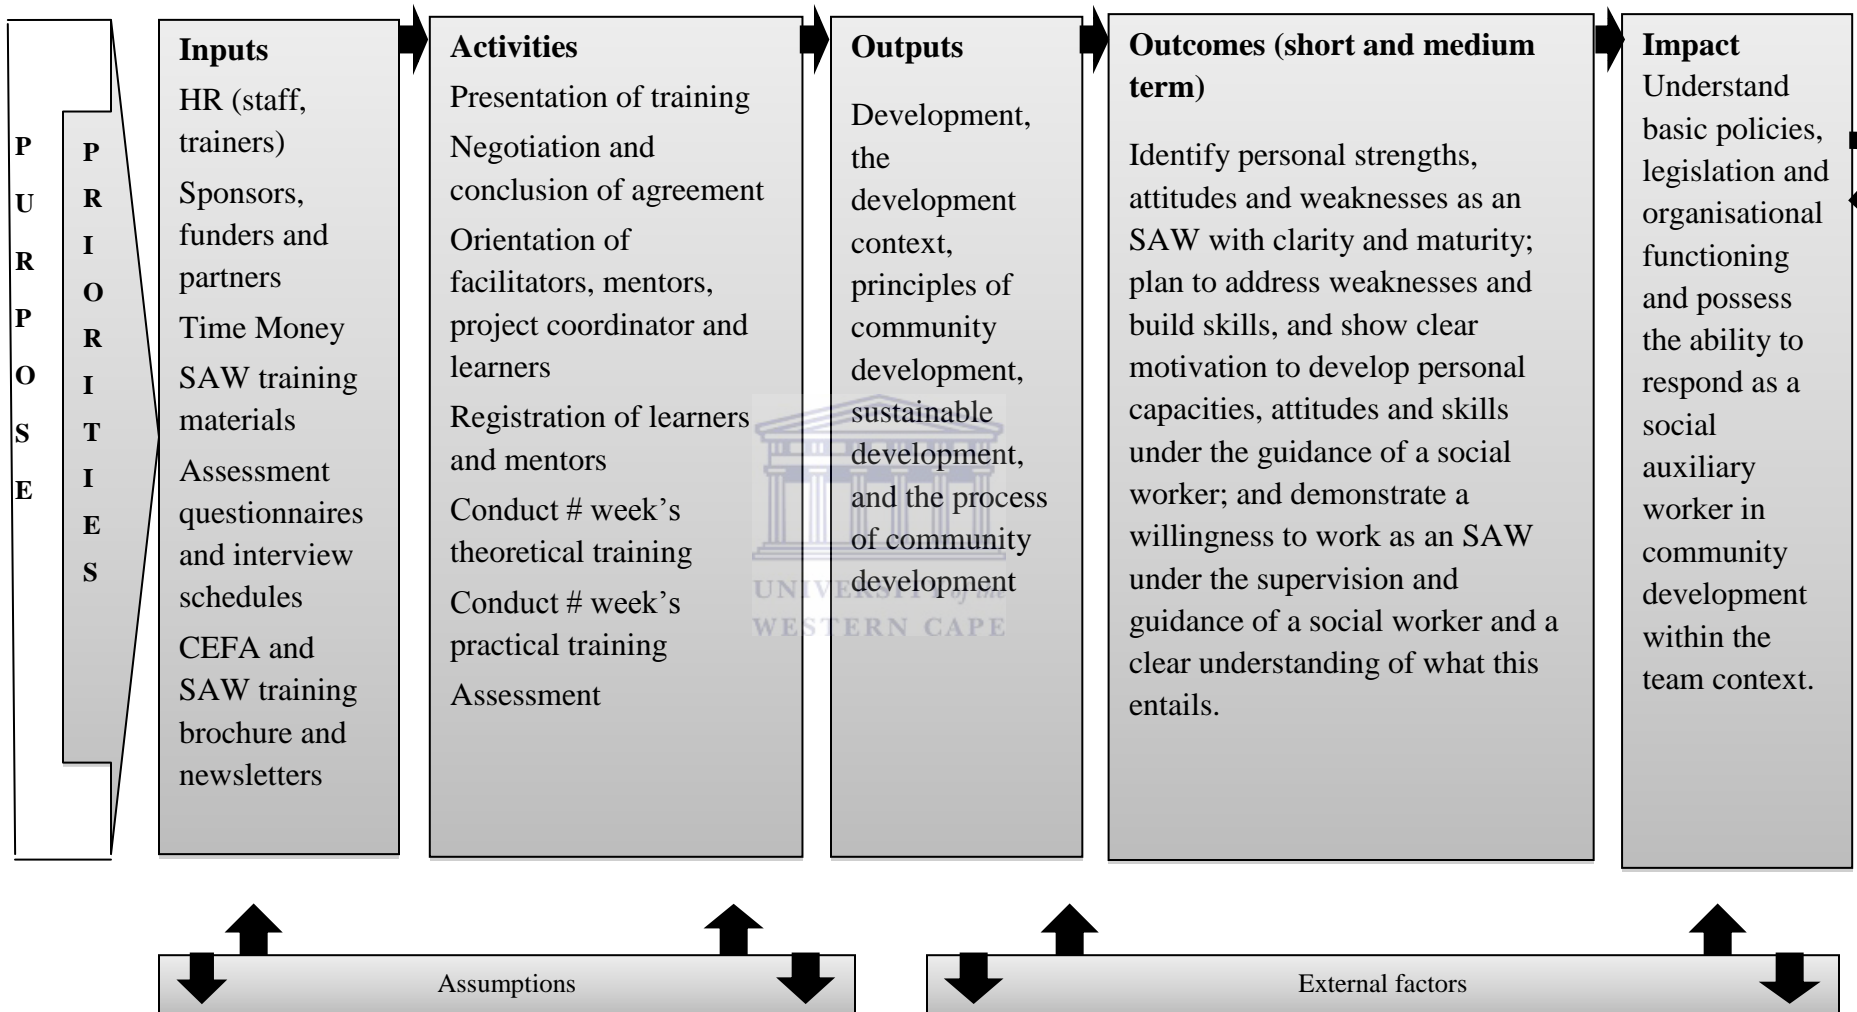 P
U
R
P
O
S
E
P
R
I
O
R
I
T
I
E
S
Inputs
HR (staff,
trainers)
Sponsors,
funders and
partners
Time Money
SAW training
materials
Assessment
questionnaires
and interview
schedules
CEFA and
SAW training
brochure and
newsletters
Activities
Presentation of training
Negotiation and
conclusion of agreement
Orientation of
facilitators, mentors,
project coordinator and
learners
Registration of learners
and mentors
Conduct # week’s
theoretical training
Conduct # week’s
practical training
Assessment
Outputs
Development,
the
development
context,
principles of
community
development,
sustainable
development,
and the process
of community
development
Outcomes (short and medium
term)
Identify personal strengths,
attitudes and weaknesses as an
SAW with clarity and maturity;
plan to address weaknesses and
build skills, and show clear
motivation to develop personal
capacities, attitudes and skills
under the guidance of a social
worker; and demonstrate a
willingness to work as an SAW
under the supervision and
guidance of a social worker and a
clear understanding of what this
entails.
Impact
Understand
basic policies,
legislation and
organisational
functioning
and possess
the ability to
respond as a
social
auxiliary
worker in
community
development
within the
team context.
UNIVERSITY of the
WESTERN CAPE
Assumptions
External factors